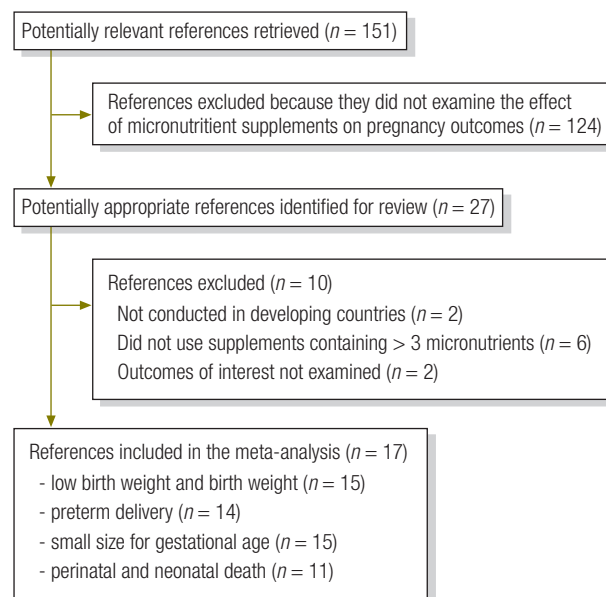 Potentially relevant references retrieved (n = 151)
References excluded because they did not examine the effect
of micronutritient supplements on pregnancy outcomes (n = 124)
Potentially appropriate references identified for review (n = 27)
References excluded (n = 10)
Not conducted in developing countries (n = 2)
Did not use supplements containing > 3 micronutrients (n = 6)
Outcomes of interest not examined (n = 2)
References included in the meta-analysis (n = 17)
- low birth weight and birth weight (n = 15)
- preterm delivery (n = 14)
- small size for gestational age (n = 15)
- perinatal and neonatal death (n = 11)